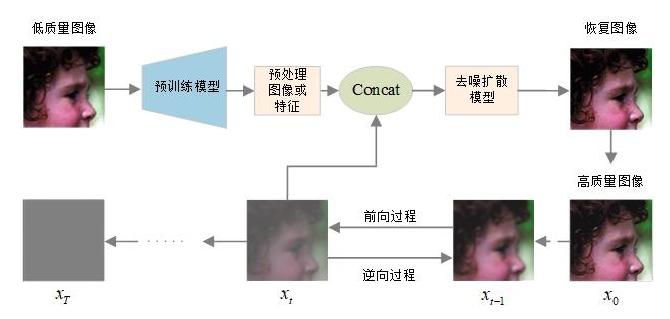 低质量图像
恢复图像
预训练模型
预处理
图像或
特征
Concat
去噪扩散
模型
高质量图像
前向过程
逆向过程
x_T
x_t
x_{t-1}
x_0